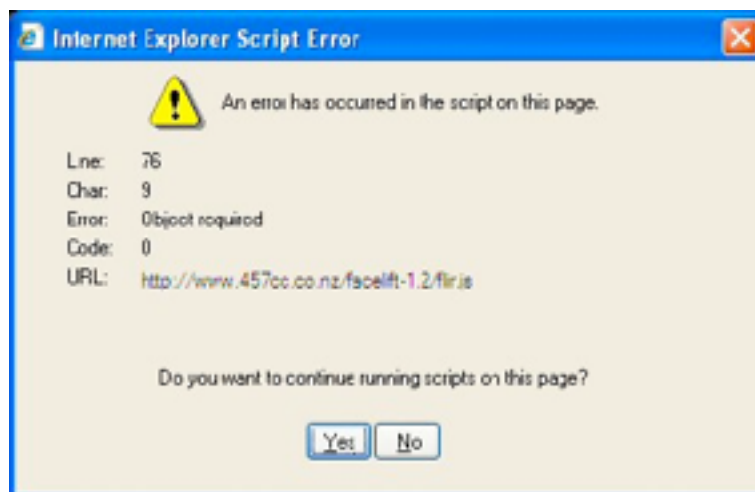 Internet Explorer Script Error
An error has occurred in the script on this page.
Line: 76
Char: 9
Error: Object required
Code: 0
URL: http://www.457cc.co.nz/facelift-1.2/flir.js
Do you want to continue running scripts on this page?
Yes No